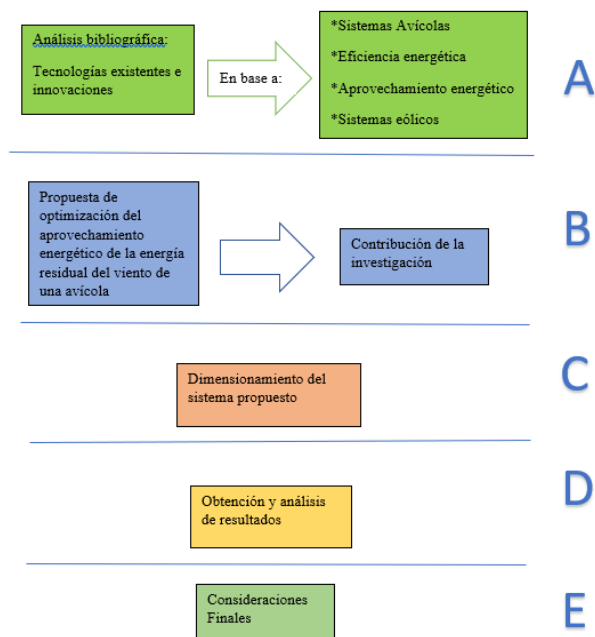 Análisis bibliográfica:
Tecnologías existentes e
innovaciones
En base a:
*Sistemas Avícolas
*Eficiencia energética
*Aprovechamiento energético
*Sistemas eólicos
A
Propuesta de
optimización del
aprovechamiento
energético de la energía
residual del viento de
una avícola
Contribución de la
investigación
B
Dimensionamiento del
sistema propuesto
C
Obtención y análisis
de resultados
D
Consideraciones
Finales
E